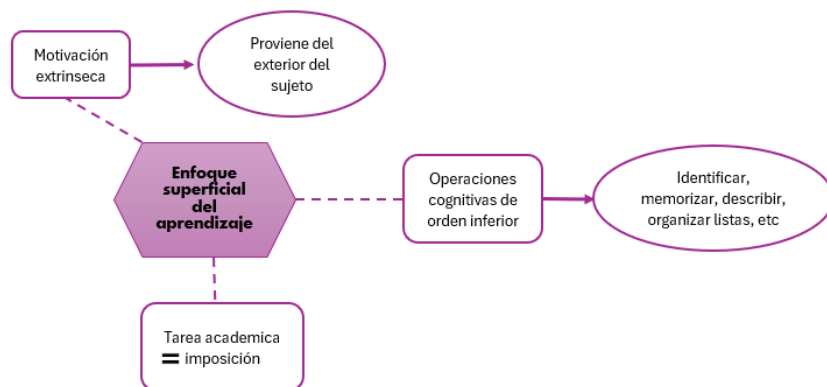 Motivación
extrinseca
Proviene del
exterior del
sujeto
Enfoque
superficial
del
aprendizaje
Operaciones
cognitivas de
orden inferior
Identificar,
memorizar, describir,
organizar listas, etc
Tarea academica
= imposición